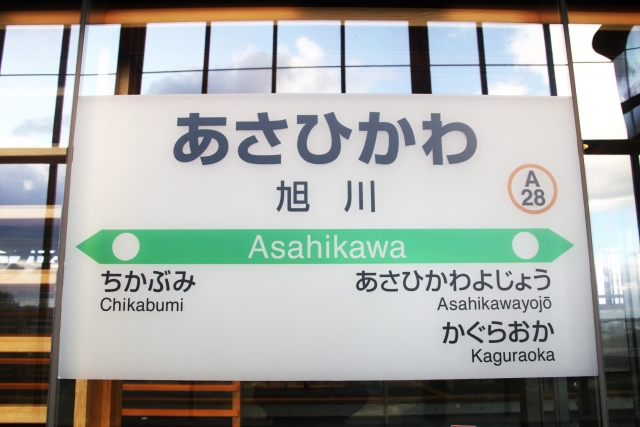 あさひかわ
旭川
A
28
Asahikawa
ちかぶみ
Chikabumi
あさひかわよじょう
Asahikawayojō
かぐらおか
Kaguraoka